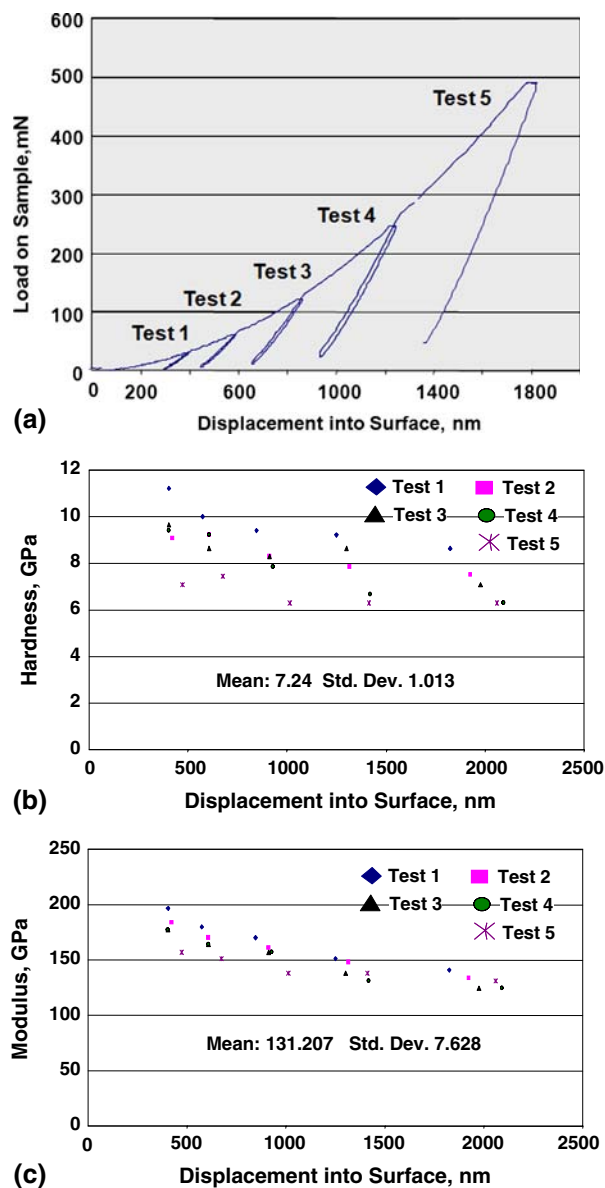 600
500
400
300
200
100
0
Load on Sample,mN
Test 1
Test 2
Test 3
Test 4
Test 5
0 200 400 600 800 1000 1200 1400 1600 1800
Displacement into Surface, nm
(a)
12
10
8
6
4
2
0
Hardness, GPa
Test 1 Test 2
Test 3 Test 4
Test 5
Mean: 7.24 Std. Dev. 1.013
0 500 1000 1500 2000 2500
Displacement into Surface, nm
(b)
250
200
150
100
50
0
Modulus, GPa
Test 1 Test 2
Test 3 Test 4
Test 5
Mean: 131.207 Std. Dev. 7.628
0 500 1000 1500 2000 2500
Displacement into Surface, nm
(c)